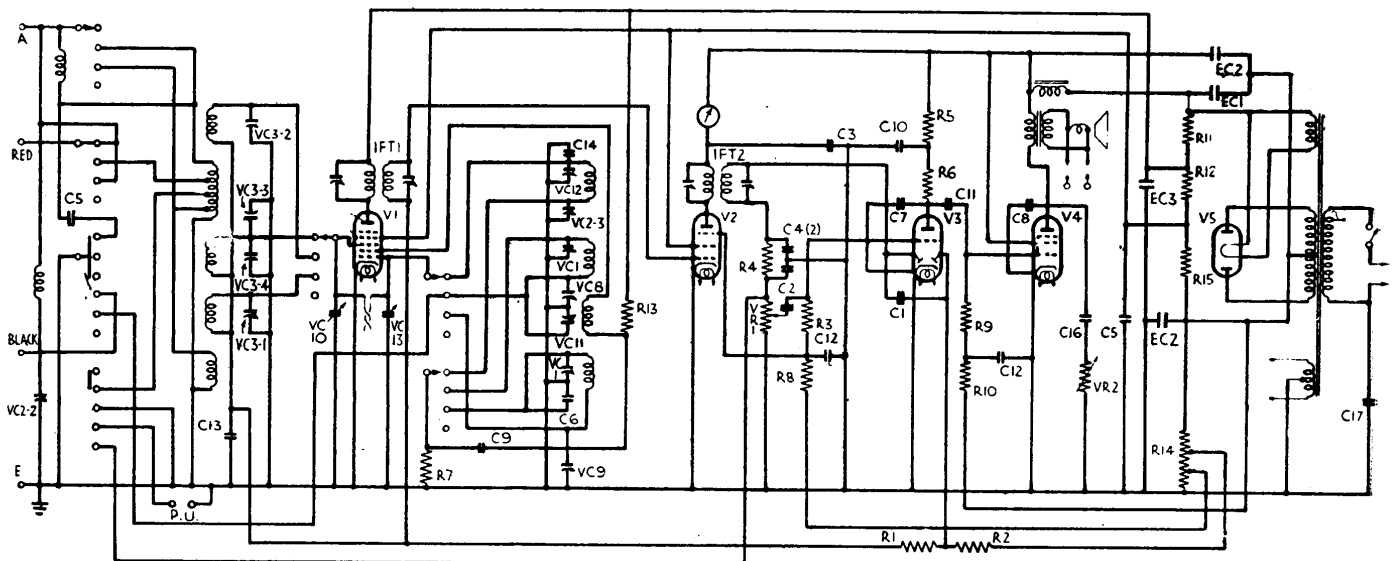 A
RED
C5
BLACK
VC2-2
E
P.U.
VC3-2
VC3-3
VC3-4
VC3-1
C13
IFT1
V1
VC
10
VC
13
R7
C9
C14
VC12
VC2-3
VC1
VC8
VC11
C6
VC9
R13
IFT2
V2
R4
C4(2)
C2
VR1
R3
C12
R8
C3
C10
R5
R6
C11
C7
V3
C1
R9
R10
C12
C8
V4
C16
VR2
R1
R2
EC2
EC1
R11
R12
EC3
R15
C5
EC2
R14
V5
C17